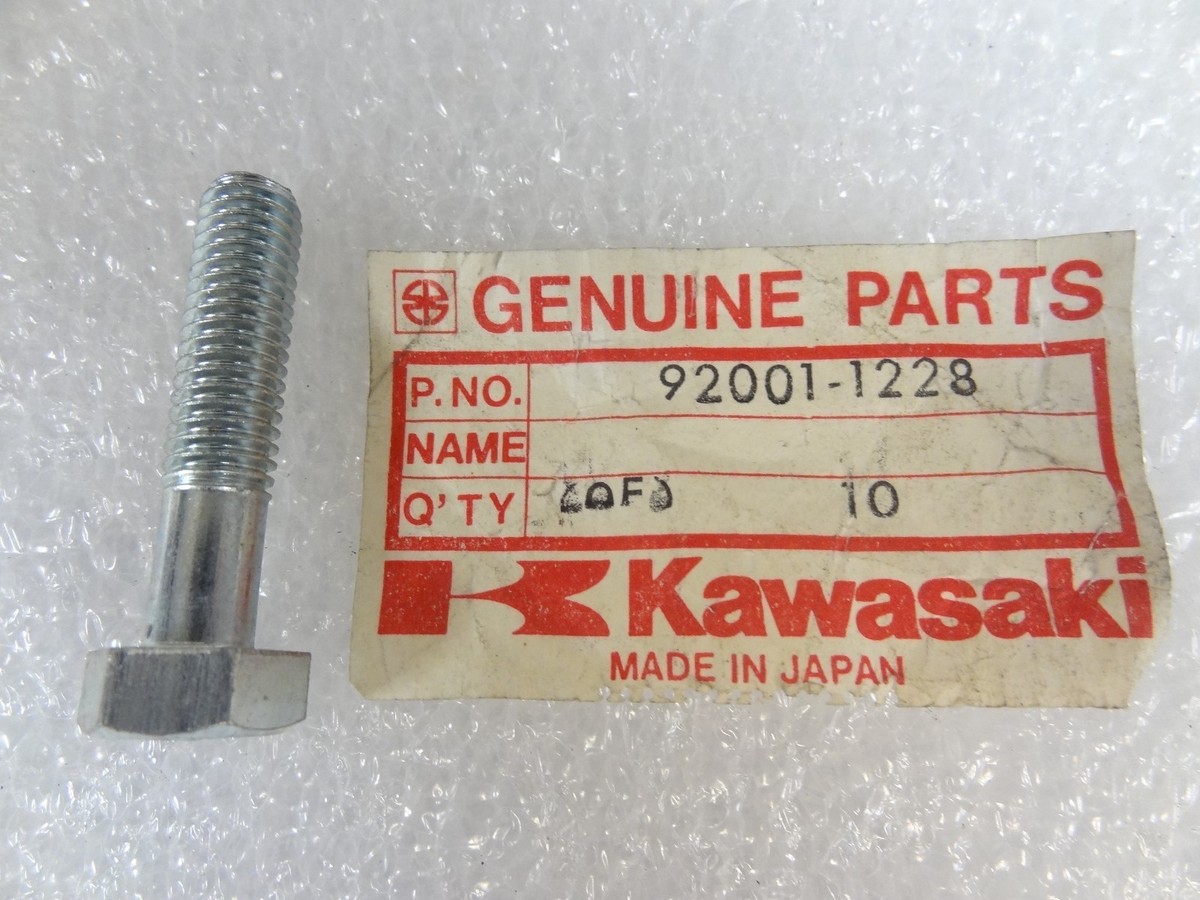 GENUINE PARTS
P. NO. 92001-1228
NAME
Q'TY 10
Kawasaki
MADE IN JAPAN